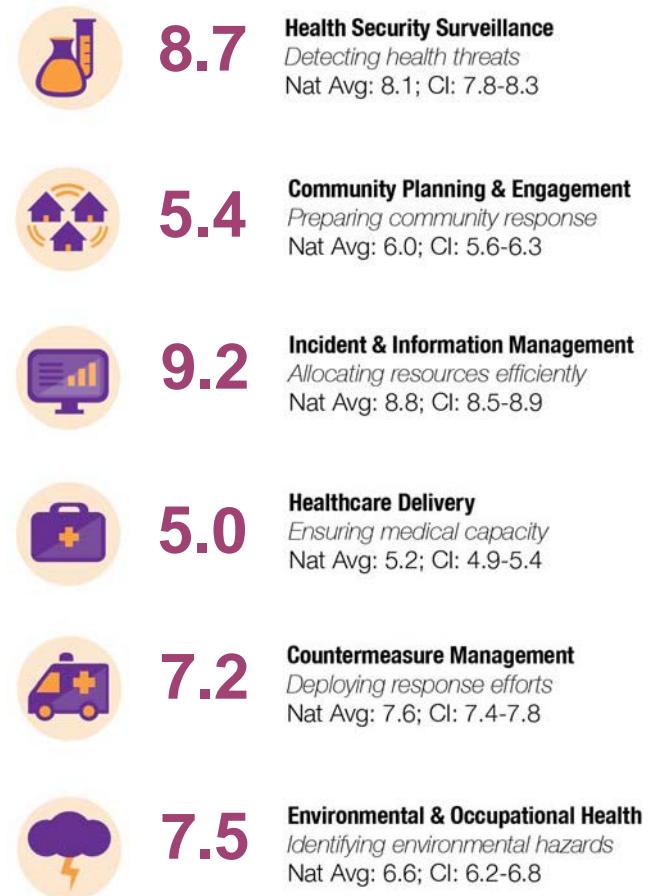 8.7
Health Security Surveillance
Detecting health threats
Nat Avg: 8.1; CI: 7.8-8.3
5.4
Community Planning & Engagement
Preparing community response
Nat Avg: 6.0; CI: 5.6-6.3
9.2
Incident & Information Management
Allocating resources efficiently
Nat Avg: 8.8; CI: 8.5-8.9
5.0
Healthcare Delivery
Ensuring medical capacity
Nat Avg: 5.2; CI: 4.9-5.4
7.2
Countermeasure Management
Deploying response efforts
Nat Avg: 7.6; CI: 7.4-7.8
7.5
Environmental & Occupational Health
Identifying environmental hazards
Nat Avg: 6.6; CI: 6.2-6.8